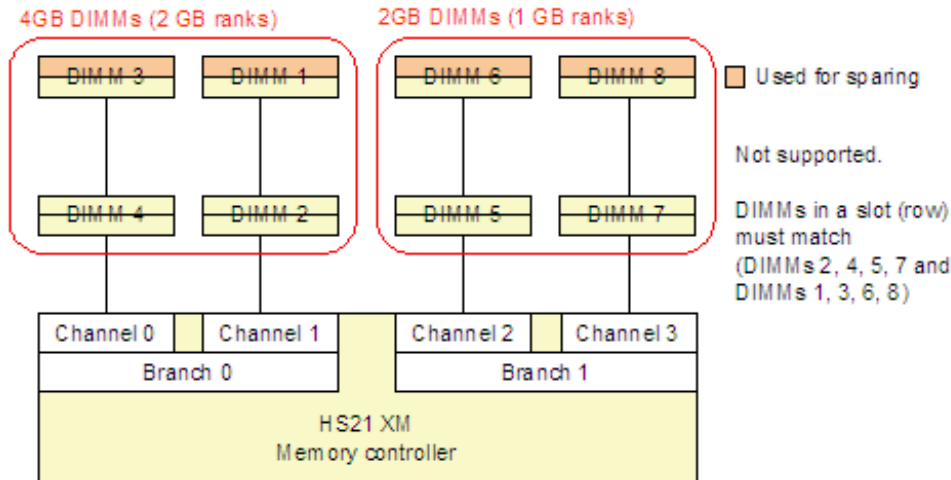 4GB DIMMs (2 GB ranks)
2GB DIMMs (1 GB ranks)
DIMM 3
DIMM 1
DIMM 6
DIMM 8
Used for sparing
Not supported.
DIMM 4
DIMM 2
DIMM 5
DIMM 7
DIMMs in a slot (row)
must match
(DIMMs 2, 4, 5, 7 and
DIMMs 1, 3, 6, 8)
Channel 0
Channel 1
Channel 2
Channel 3
Branch 0
Branch 1
HS21 XM
Memory controller